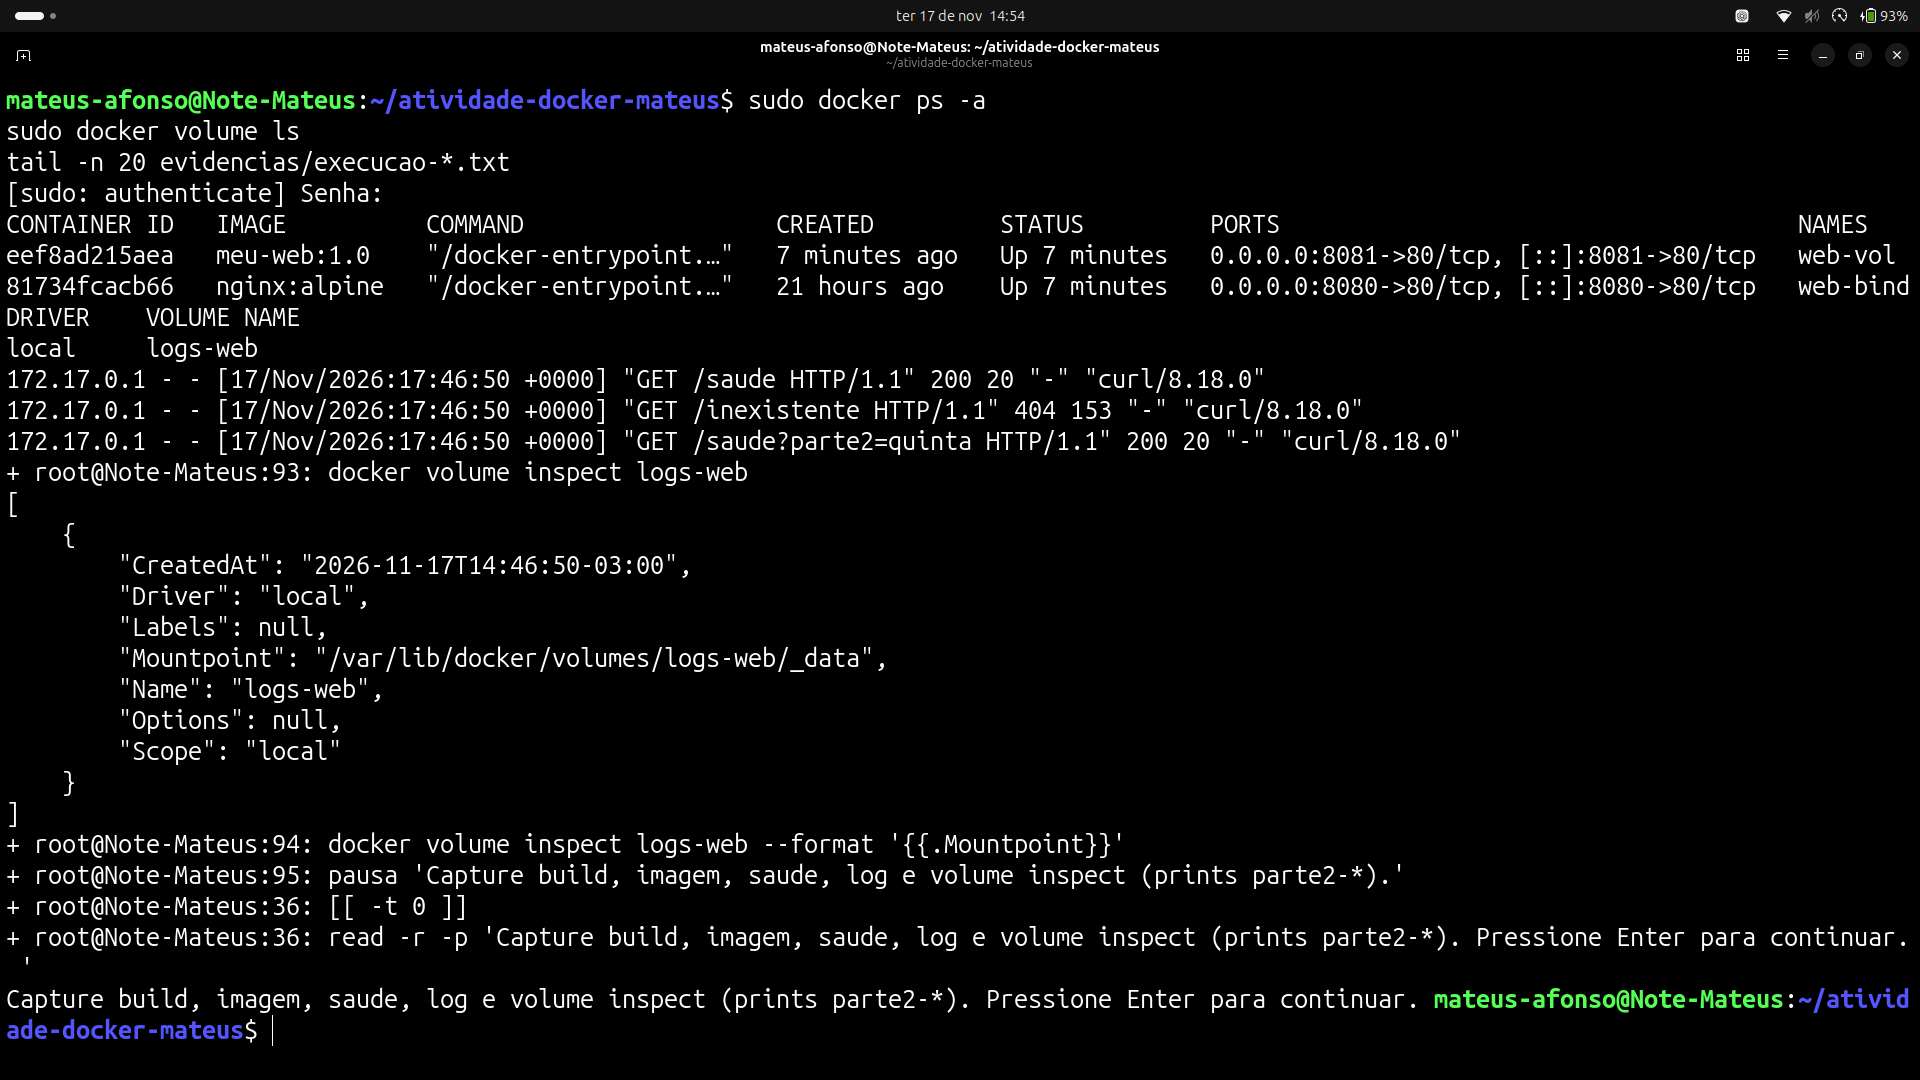 ter 17 de nov 14:54
93%
mateus-afonso@Note-Mateus: ~/atividade-docker-mateus
~/atividade-docker-mateus
mateus-afonso@Note-Mateus:~/atividade-docker-mateus$ sudo docker ps -a
sudo docker volume ls
tail -n 20 evidencias/execucao-*.txt
[sudo: authenticate] Senha:
CONTAINER ID   IMAGE          COMMAND                  CREATED         STATUS         PORTS                                     NAMES
eef8ad215aea   meu-web:1.0    "/docker-entrypoint.…"   7 minutes ago   Up 7 minutes   0.0.0.0:8081->80/tcp, [::]:8081->80/tcp   web-vol
81734fcacb66   nginx:alpine   "/docker-entrypoint.…"   21 hours ago    Up 7 minutes   0.0.0.0:8080->80/tcp, [::]:8080->80/tcp   web-bind
DRIVER    VOLUME NAME
local     logs-web
172.17.0.1 - - [17/Nov/2026:17:46:50 +0000] "GET /saude HTTP/1.1" 200 20 "-" "curl/8.18.0"
172.17.0.1 - - [17/Nov/2026:17:46:50 +0000] "GET /inexistente HTTP/1.1" 404 153 "-" "curl/8.18.0"
172.17.0.1 - - [17/Nov/2026:17:46:50 +0000] "GET /saude?parte2=quinta HTTP/1.1" 200 20 "-" "curl/8.18.0"
+ root@Note-Mateus:93: docker volume inspect logs-web
[
    {
        "CreatedAt": "2026-11-17T14:46:50-03:00",
        "Driver": "local",
        "Labels": null,
        "Mountpoint": "/var/lib/docker/volumes/logs-web/_data",
        "Name": "logs-web",
        "Options": null,
        "Scope": "local"
    }
]
+ root@Note-Mateus:94: docker volume inspect logs-web --format '{{.Mountpoint}}'
+ root@Note-Mateus:95: pausa 'Capture build, imagem, saude, log e volume inspect (prints parte2-*).'
+ root@Note-Mateus:36: [[ -t 0 ]]
+ root@Note-Mateus:36: read -r -p 'Capture build, imagem, saude, log e volume inspect (prints parte2-*). Pressione Enter para continuar.
 '
Capture build, imagem, saude, log e volume inspect (prints parte2-*). Pressione Enter para continuar. mateus-afonso@Note-Mateus:~/ativid
ade-docker-mateus$